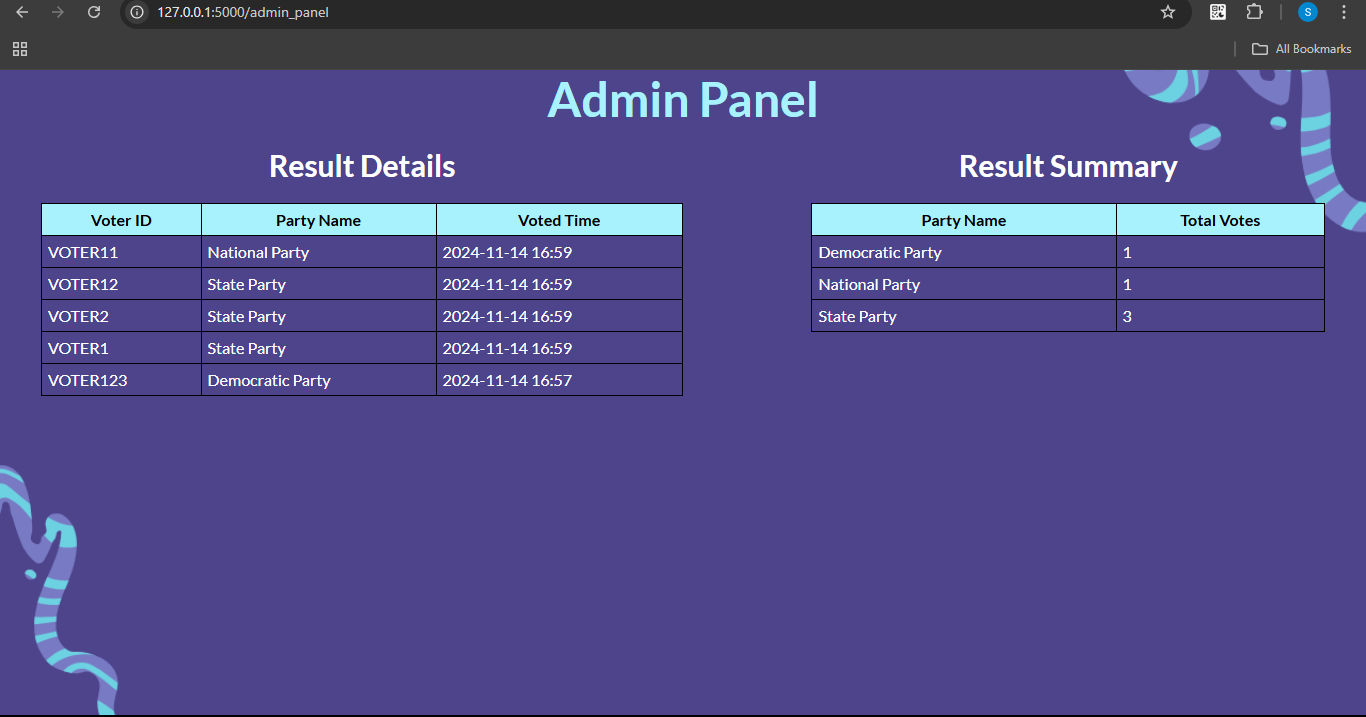 127.0.0.1:5000/admin_panel
S
All Bookmarks
Admin Panel
Result Details
Voter ID Party Name Voted Time
VOTER11 National Party 2024-11-14 16:59
VOTER12 State Party 2024-11-14 16:59
VOTER2 State Party 2024-11-14 16:59
VOTER1 State Party 2024-11-14 16:59
VOTER123 Democratic Party 2024-11-14 16:57
Result Summary
Party Name Total Votes
Democratic Party 1
National Party 1
State Party 3